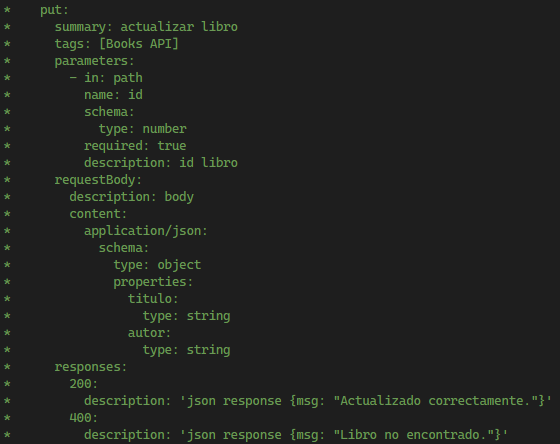 *    put:
*      summary: actualizar libro
*      tags: [Books API]
*      parameters:
*        - in: path
*          name: id
*          schema:
*            type: number
*          required: true
*          description: id libro
*      requestBody:
*        description: body
*        content:
*          application/json:
*            schema:
*              type: object
*              properties:
*                titulo:
*                  type: string
*                autor:
*                  type: string
*      responses:
*        200:
*          description: 'json response {msg: "Actualizado correctamente."}'
*        400:
*          description: 'json response {msg: "Libro no encontrado."}'